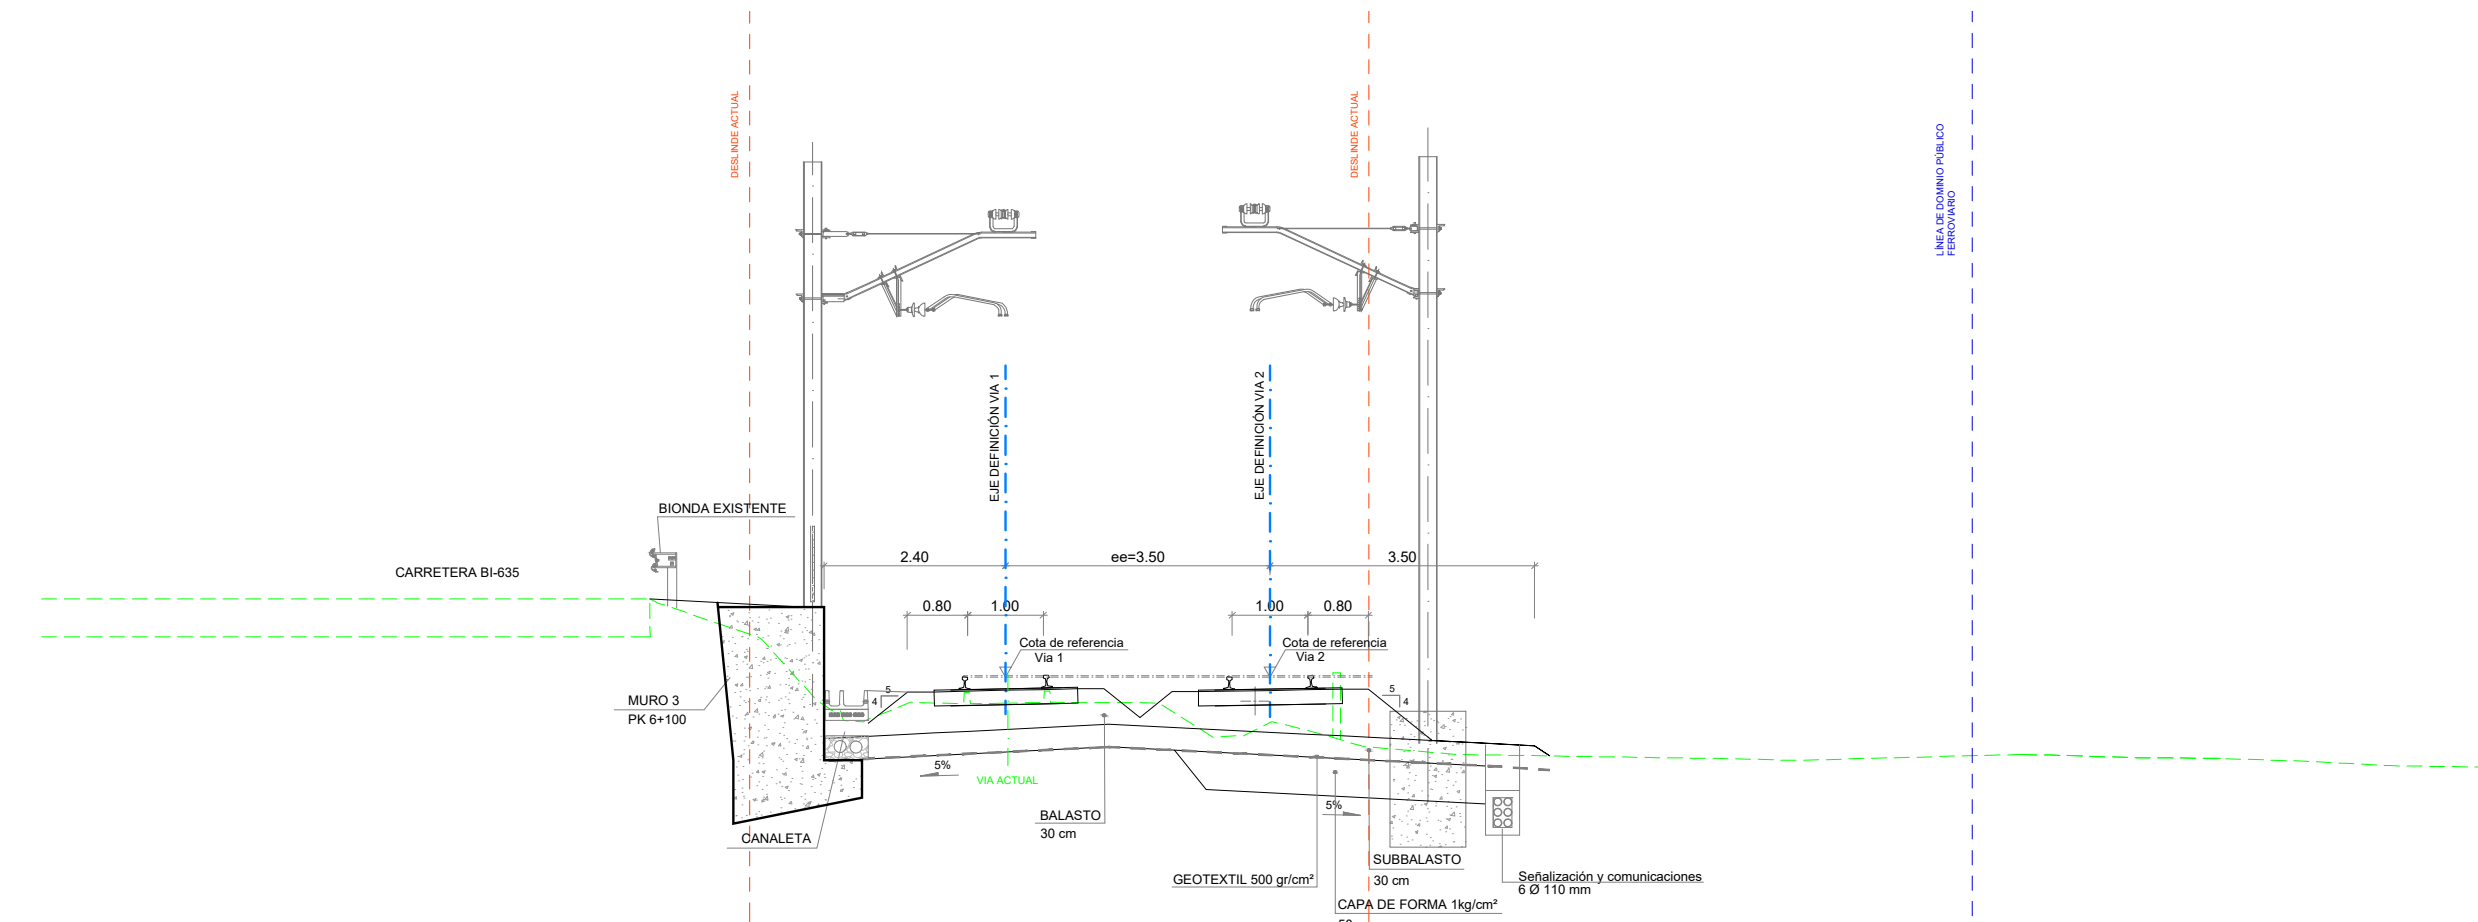 DESLINDE ACTUAL
DESLINDE ACTUAL
LÍNEA DE DOMINIO PÚBLICO
FERROVIARIO
EJE DEFINICIÓN VIA 1
EJE DEFINICIÓN VIA 2
BIONDA EXISTENTE
CARRETERA BI-635
2.40
ee=3.50
3.50
0.80
1.00
1.00
0.80
Cota de referencia
Via 1
Cota de referencia
Via 2
5
4
5
4
MURO 3
PK 6+100
5%
VIA ACTUAL
5%
BALASTO
30 cm
CANALETA
SUBBALASTO
30 cm
GEOTEXTIL 500 gr/cm²
Señalización y comunicaciones
6 Ø 110 mm
CAPA DE FORMA 1kg/cm²